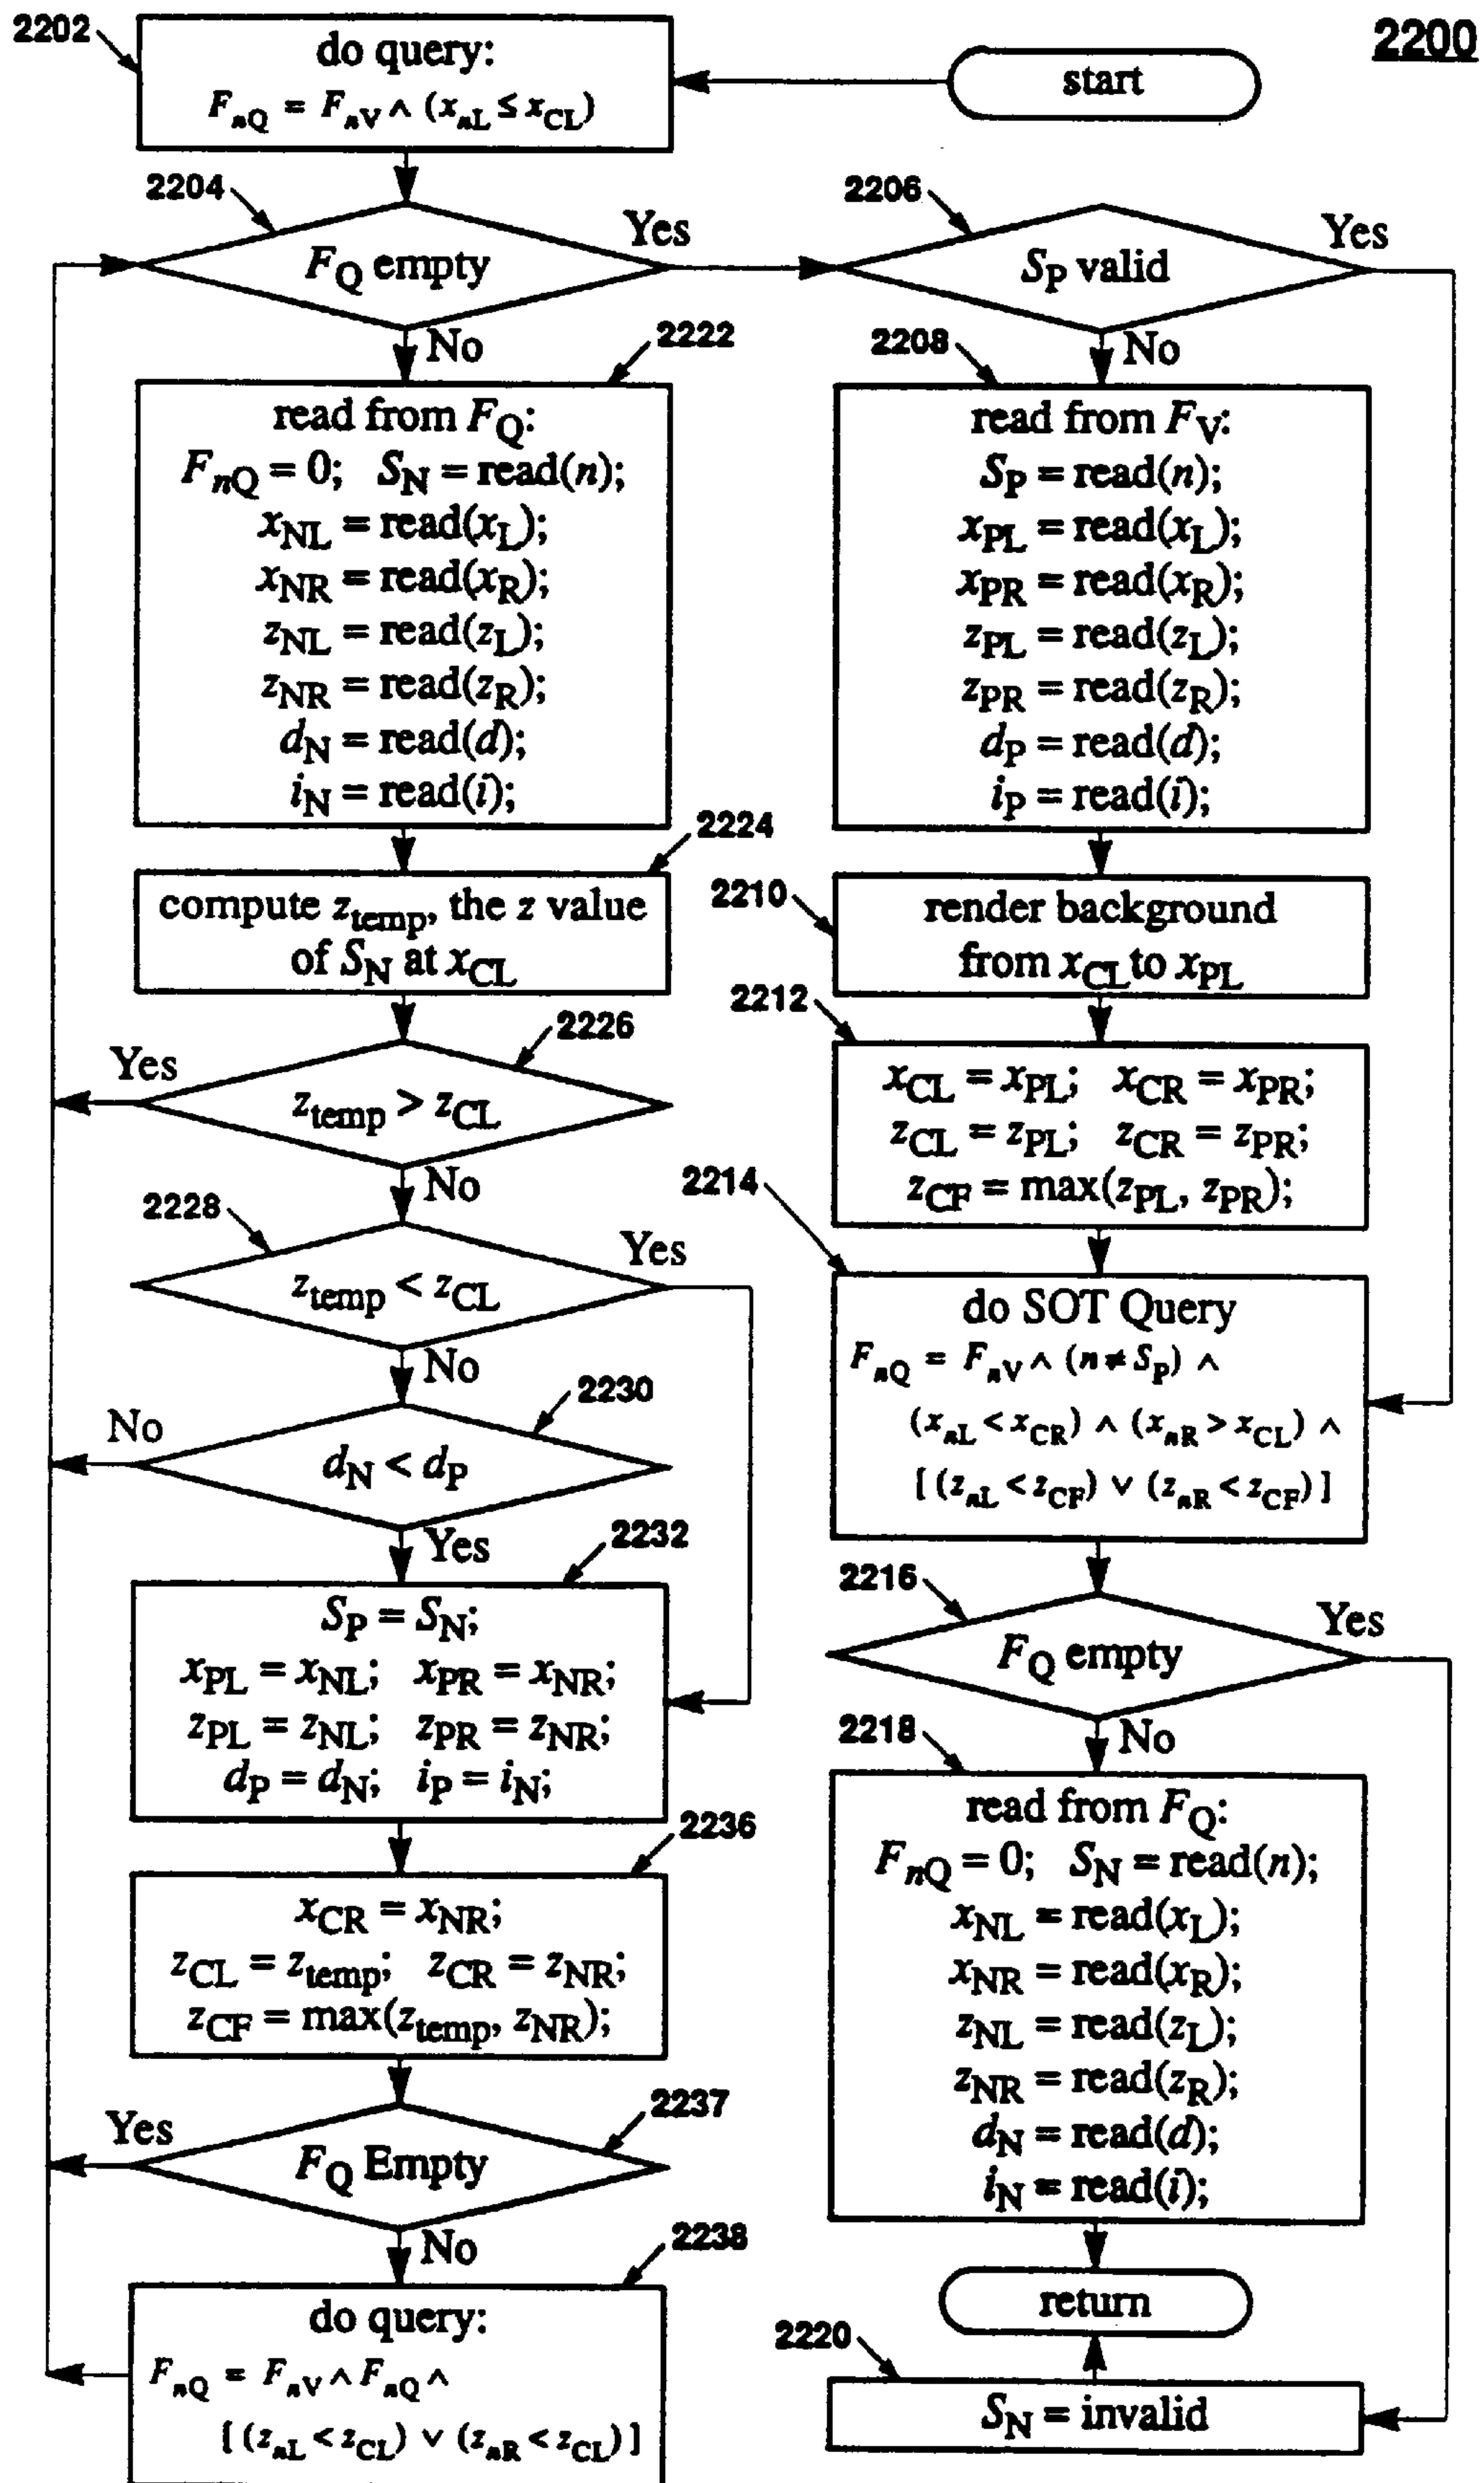 2200
2202
do query:
F_nQ = F_nV ∧ (x_nL ≤ x_CL)
start
2204
F_Q empty
Yes
No
2206
S_P valid
Yes
No
2222
read from F_Q:
F_nQ = 0; S_N = read(n);
x_NL = read(x_L);
x_NR = read(x_R);
z_NL = read(z_L);
z_NR = read(z_R);
d_N = read(d);
i_N = read(i);
2224
compute z_temp, the z value
of S_N at x_CL
2226
Yes
z_temp > z_CL
No
2228
z_temp < z_CL
Yes
No
2230
No
d_N < d_P
Yes
2232
S_P = S_N;
x_PL = x_NL; x_PR = x_NR;
z_PL = z_NL; z_PR = z_NR;
d_P = d_N; i_P = i_N;
2236
x_CR = x_NR;
z_CL = z_temp; z_CR = z_NR;
z_CF = max(z_temp, z_NR);
2237
Yes
F_Q Empty
No
2238
do query:
F_nQ = F_nV ∧ F_nQ ∧
[(z_nL < z_CL) ∨ (z_nR < z_CL)]
2208
read from F_V:
S_P = read(n);
x_PL = read(x_L);
x_PR = read(x_R);
z_PL = read(z_L);
z_PR = read(z_R);
d_P = read(d);
i_P = read(i);
2210
render background
from x_CL to x_PL
2212
x_CL = x_PL; x_CR = x_PR;
z_CL = z_PL; z_CR = z_PR;
z_CF = max(z_PL, z_PR);
2214
do SOT Query
F_nQ = F_nV ∧ (n ≠ S_P) ∧
(x_nL < x_CR) ∧ (x_nR > x_CL) ∧
[(z_nL < z_CF) ∨ (z_nR < z_CF)]
2216
F_Q empty
Yes
No
2218
read from F_Q:
F_nQ = 0; S_N = read(n);
x_NL = read(x_L);
x_NR = read(x_R);
z_NL = read(z_L);
z_NR = read(z_R);
d_N = read(d);
i_N = read(i);
return
2220
S_N = invalid